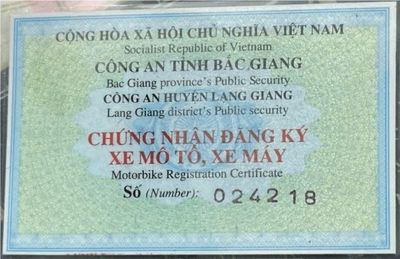 CỘNG HÒA XÃ HỘI CHỦ NGHĨA VIỆT NAM
Socialist Republic of Vietnam
CÔNG AN TỈNH BẮC GIANG
Bac Giang province's Public Security
CÔNG AN HUYỆN LẠNG GIANG
Lang Giang district's Public security
CHỨNG NHẬN ĐĂNG KÝ
XE MÔ TÔ, XE MÁY
Motorbike Registration Certificate
Số (Number): 024218